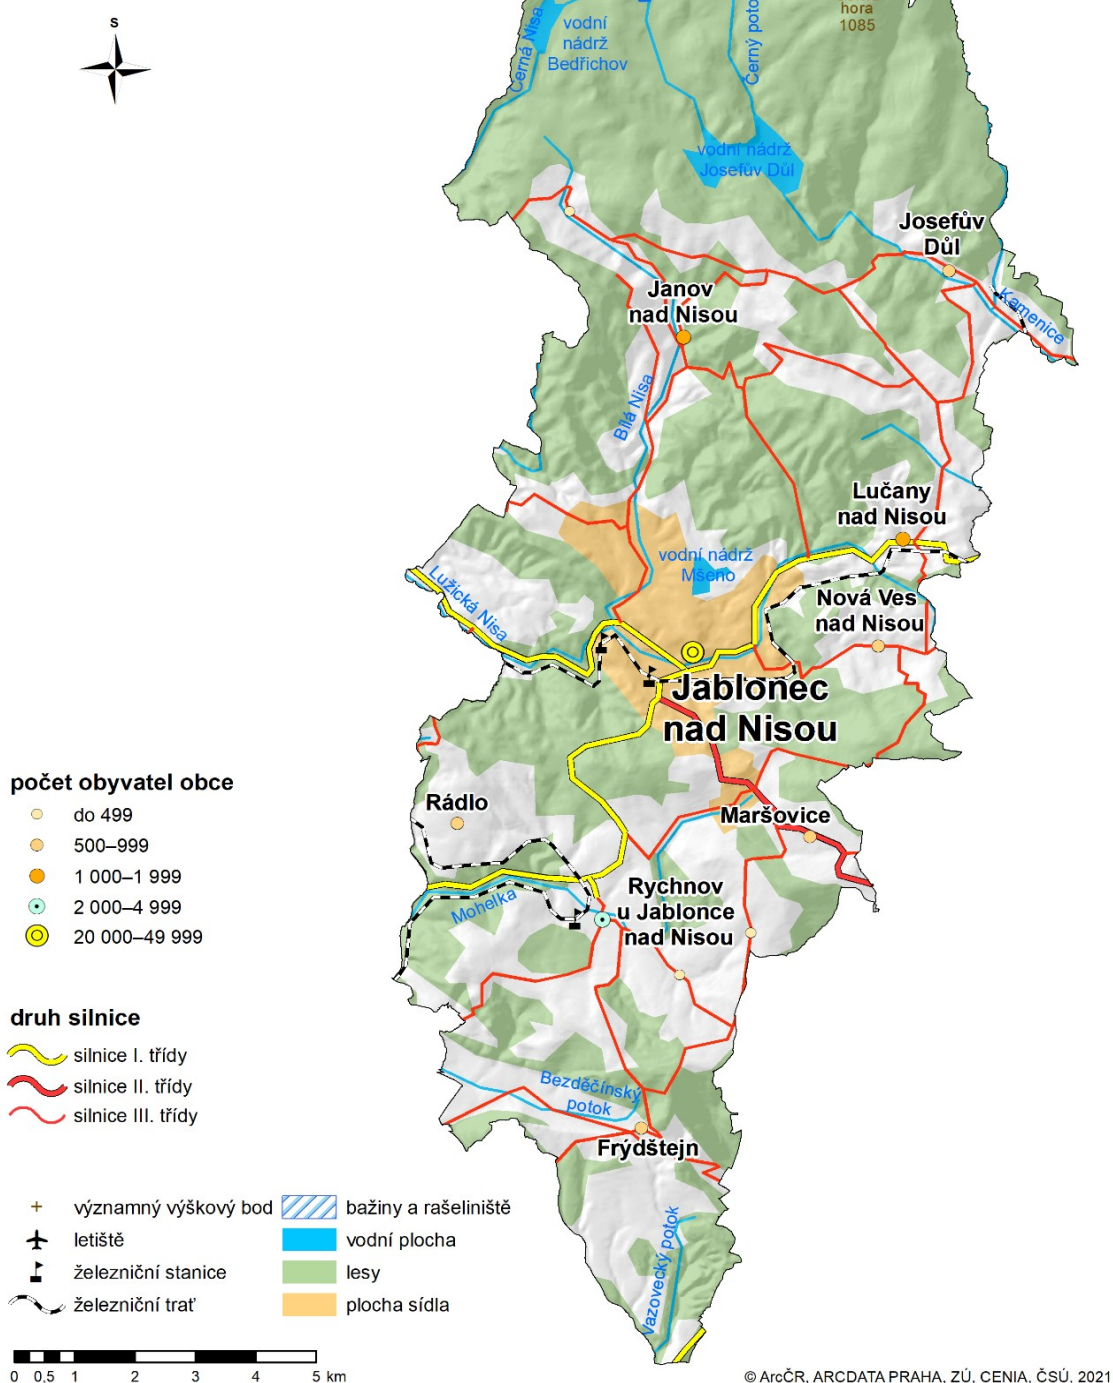 S
hora
1085
vodní
nádrž
Bedřichov
Černá Nisa
Černý poto
vodní nádrž
Josefův Důl
Josefův
Důl
Kamenice
Janov
nad Nisou
Bílá Nisa
Lučany
nad Nisou
vodní nádrž
Mšeno
Lužická Nisa
Nová Ves
nad Nisou
Jablonec
nad Nisou
Rádlo
Maršovice
Rychnov
u Jablonce
nad Nisou
Mohelka
Bezděčínský
potok
Frýdštejn
Vazovecký potok
počet obyvatel obce
do 499
500–999
1 000–1 999
2 000–4 999
20 000–49 999
druh silnice
silnice I. třídy
silnice II. třídy
silnice III. třídy
významný výškový bod
letiště
železniční stanice
železniční trať
bažiny a rašeliniště
vodní plocha
lesy
plocha sídla
0 0,5 1 2 3 4 5 km
© ArcČR, ARCDATA PRAHA, ZÚ, CENIA, ČSÚ, 2021